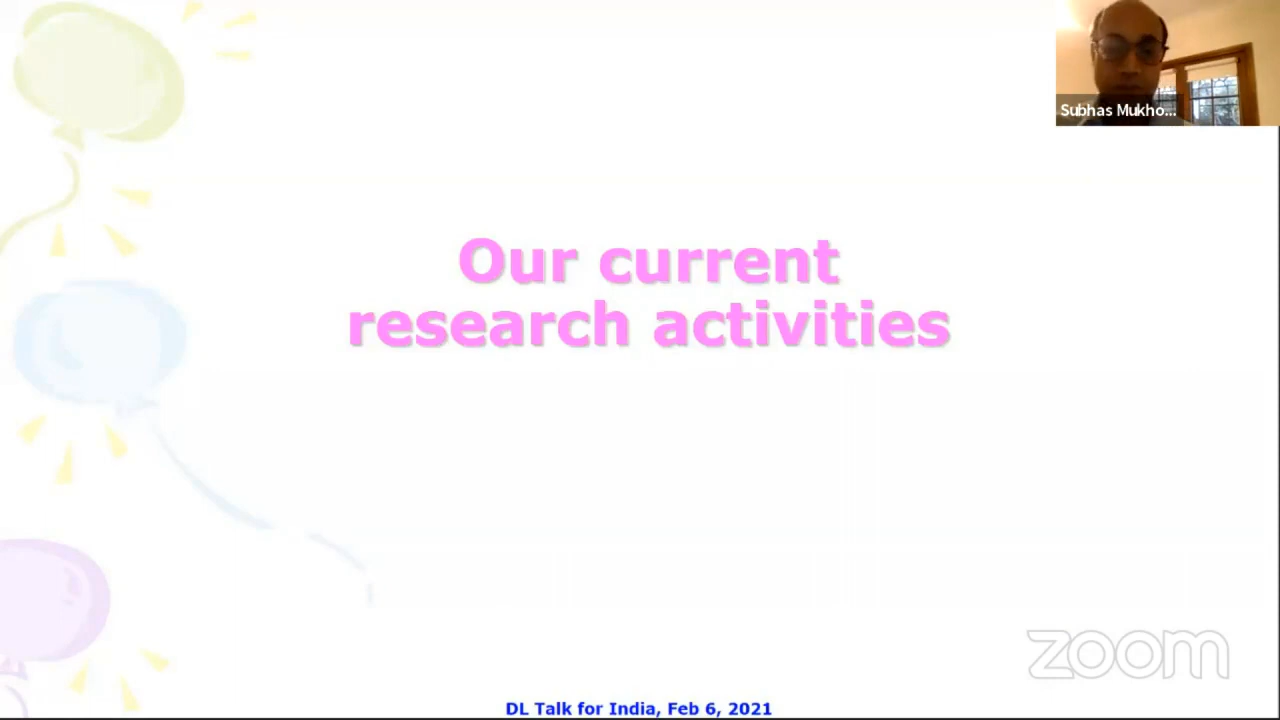 Subhas Mukho...
Our current
research activities
zoom
DL Talk for India, Feb 6, 2021